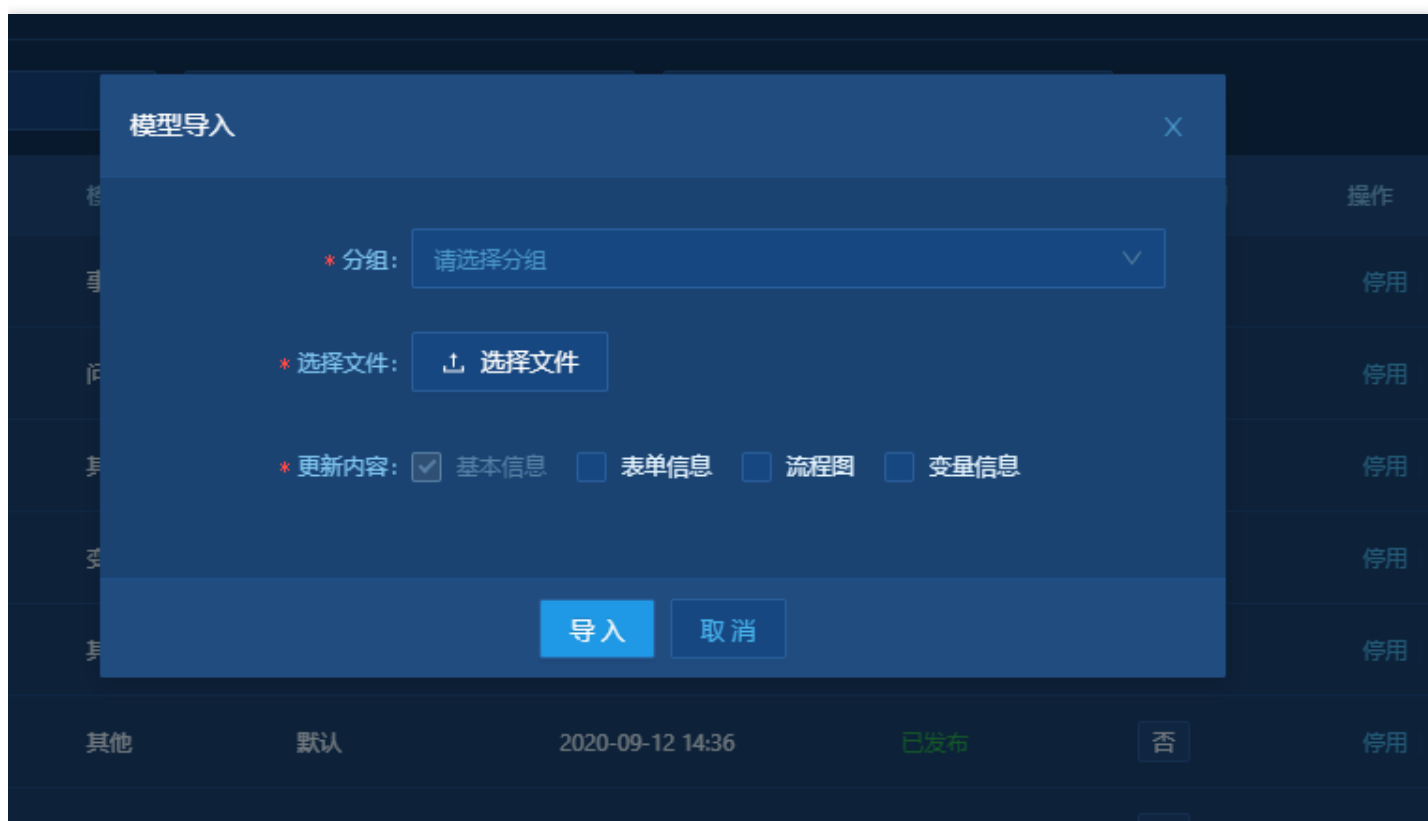 模型导入
操作
* 分组：
请选择分组
停用
* 选择文件：
选择文件
停用
* 更新内容：
基本信息 表单信息 流程图 变量信息
停用
停用
导入 取消
停用
其他 默认 2020-09-12 14:36 已发布 否 停用